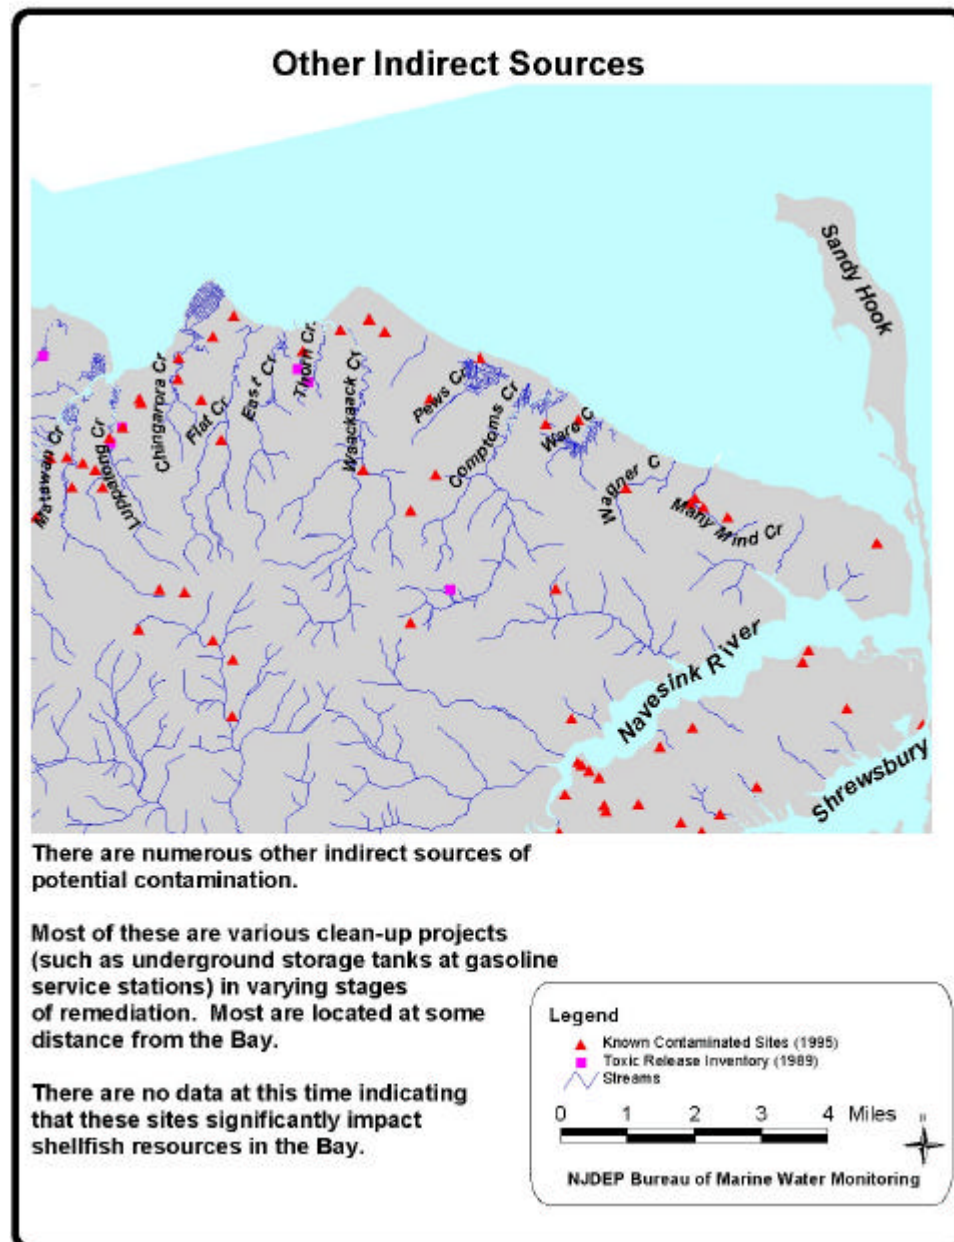 Other Indirect Sources
Sandy Hook
Matawan Cr
Luppatong Cr
Chingarpra Cr
Flat Cr
East Cr
Thorn Cr.
Waackaack Cr
Pews Cr
Comptoms Cr
Ware C
Wagner C
Many Mind Cr
Navesink River
Shrewsbury
There are numerous other indirect sources of
potential contamination.
Most of these are various clean-up projects
(such as underground storage tanks at gasoline
service stations) in varying stages
of remediation. Most are located at some
distance from the Bay.
There are no data at this time indicating
that these sites significantly impact
shellfish resources in the Bay.
Legend
Known Contaminated Sites (1995)
Toxic Release Inventory (1989)
Streams
0 1 2 3 4 Miles
N
NJDEP Bureau of Marine Water Monitoring